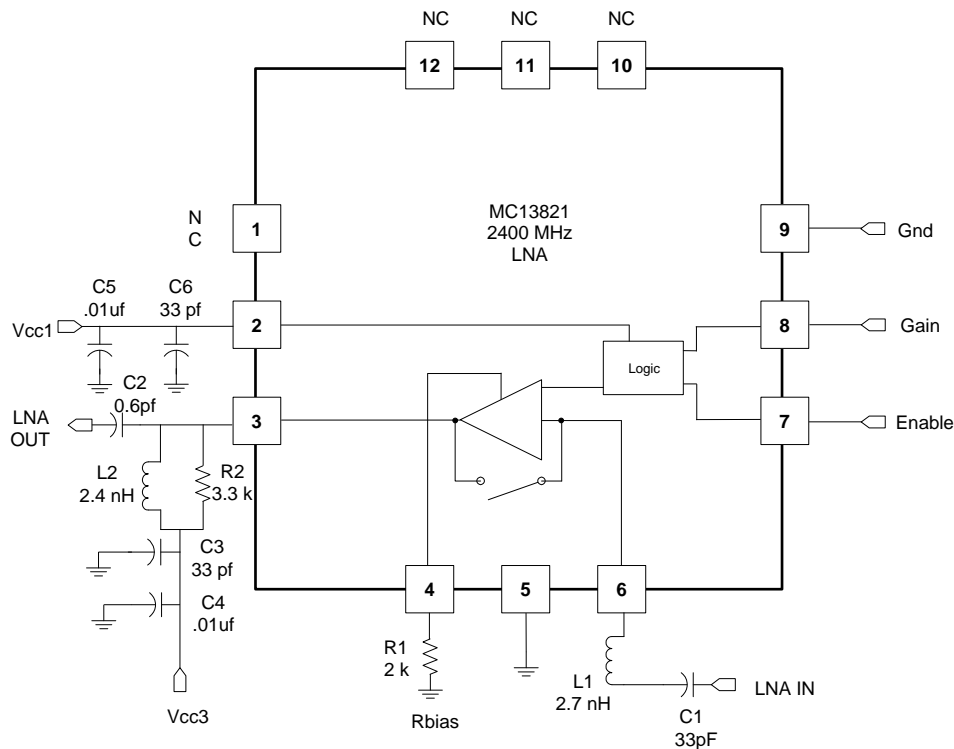 NC
NC
NC
12
11
10
N
C
1
MC13821
2400 MHz
LNA
9
Gnd
C5
.01uf
C6
33 pf
Vcc1
2
8
Gain
Logic
C2
0.6pf
LNA
OUT
3
7
Enable
L2
2.4 nH
R2
3.3 k
C3
33 pf
C4
.01uf
4
5
6
R1
2 k
L1
2.7 nH
LNA IN
C1
33pF
Vcc3
Rbias